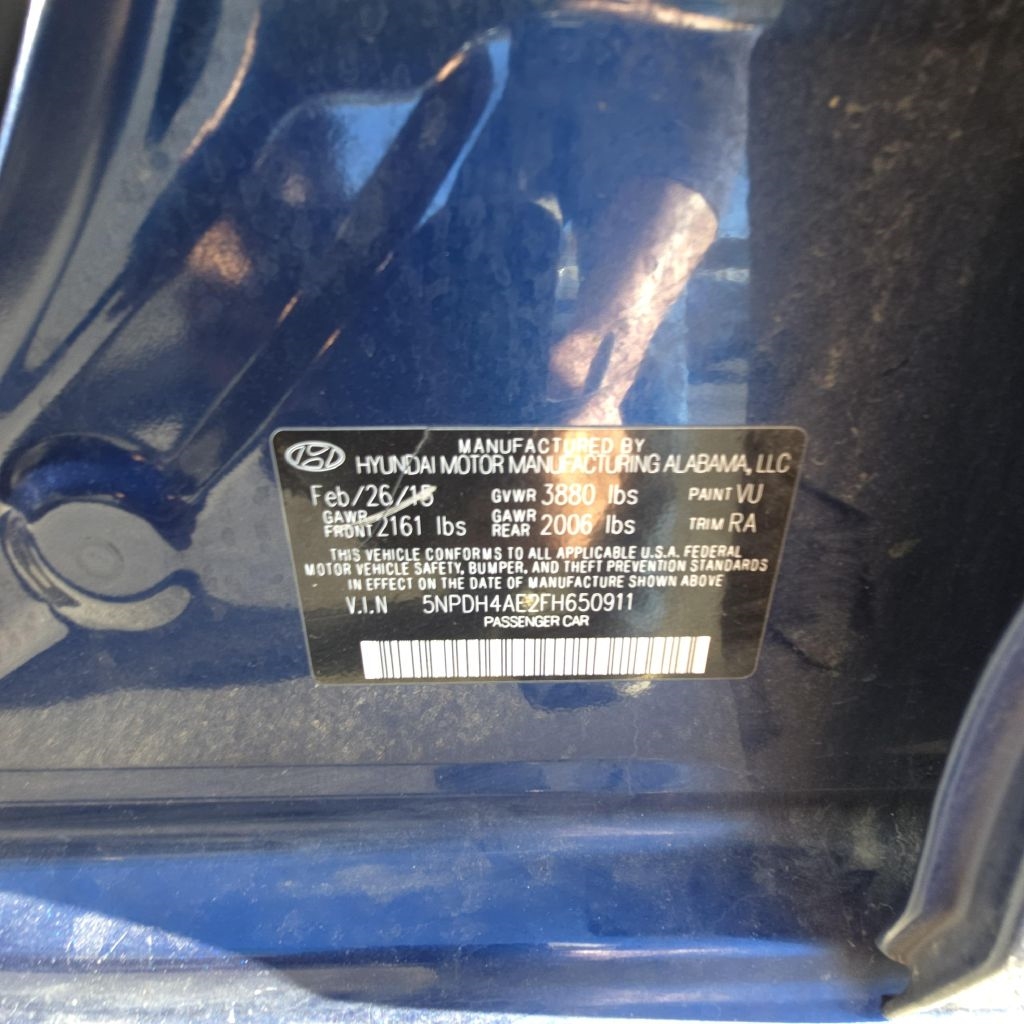 MANUFACTURED BY
HYUNDAI MOTOR MANUFACTURING ALABAMA, LLC
Feb/26/15 GVWR 3880 lbs PAINT VU
GAWR FRONT 2161 lbs GAWR REAR 2006 lbs TRIM RA
THIS VEHICLE CONFORMS TO ALL APPLICABLE U.S.A. FEDERAL
MOTOR VEHICLE SAFETY, BUMPER, AND THEFT PREVENTION STANDARDS
IN EFFECT ON THE DATE OF MANUFACTURE SHOWN ABOVE
V.I.N 5NPDH4AE2FH650911
PASSENGER CAR